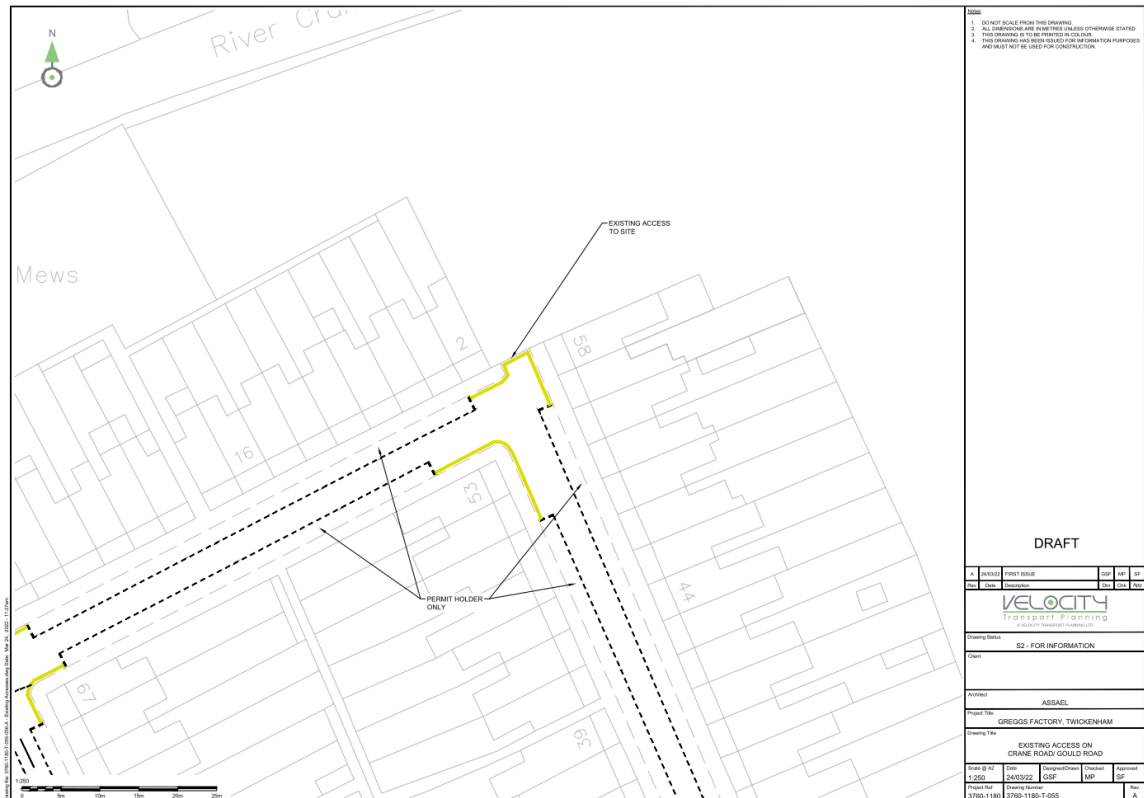 Notes:
1. DO NOT SCALE FROM THIS DRAWING.
2. ALL DIMENSIONS ARE IN METRES UNLESS OTHERWISE STATED.
3. THIS DRAWING IS TO BE PRINTED IN COLOUR.
4. THIS DRAWING HAS BEEN ISSUED FOR INFORMATION PURPOSES
AND MUST NOT BE USED FOR CONSTRUCTION.
N
River Cra
EXISTING ACCESS
TO SITE
Mews
2
58
16
53
44
PERMIT HOLDER
ONLY
67
39
1:250
0 5m 10m 15m 20m 25m
DRAFT
A 24/03/22 FIRST ISSUE GSF MP SF
Rev Date Description Drn Chk App
VELOCITY
Transport Planning
© VELOCITY TRANSPORT PLANNING LTD
Drawing Status
S2 - FOR INFORMATION
Client
Architect
ASSAEL
Project Title
GREGGS FACTORY, TWICKENHAM
Drawing Title
EXISTING ACCESS ON
CRANE ROAD/ GOULD ROAD
Scale @ A2 Date Designed/Drawn Checked Approved
1:250 24/03/22 GSF MP SF
Project Ref Drawing Number Rev
3760-1180 3760-1180-T-055 A